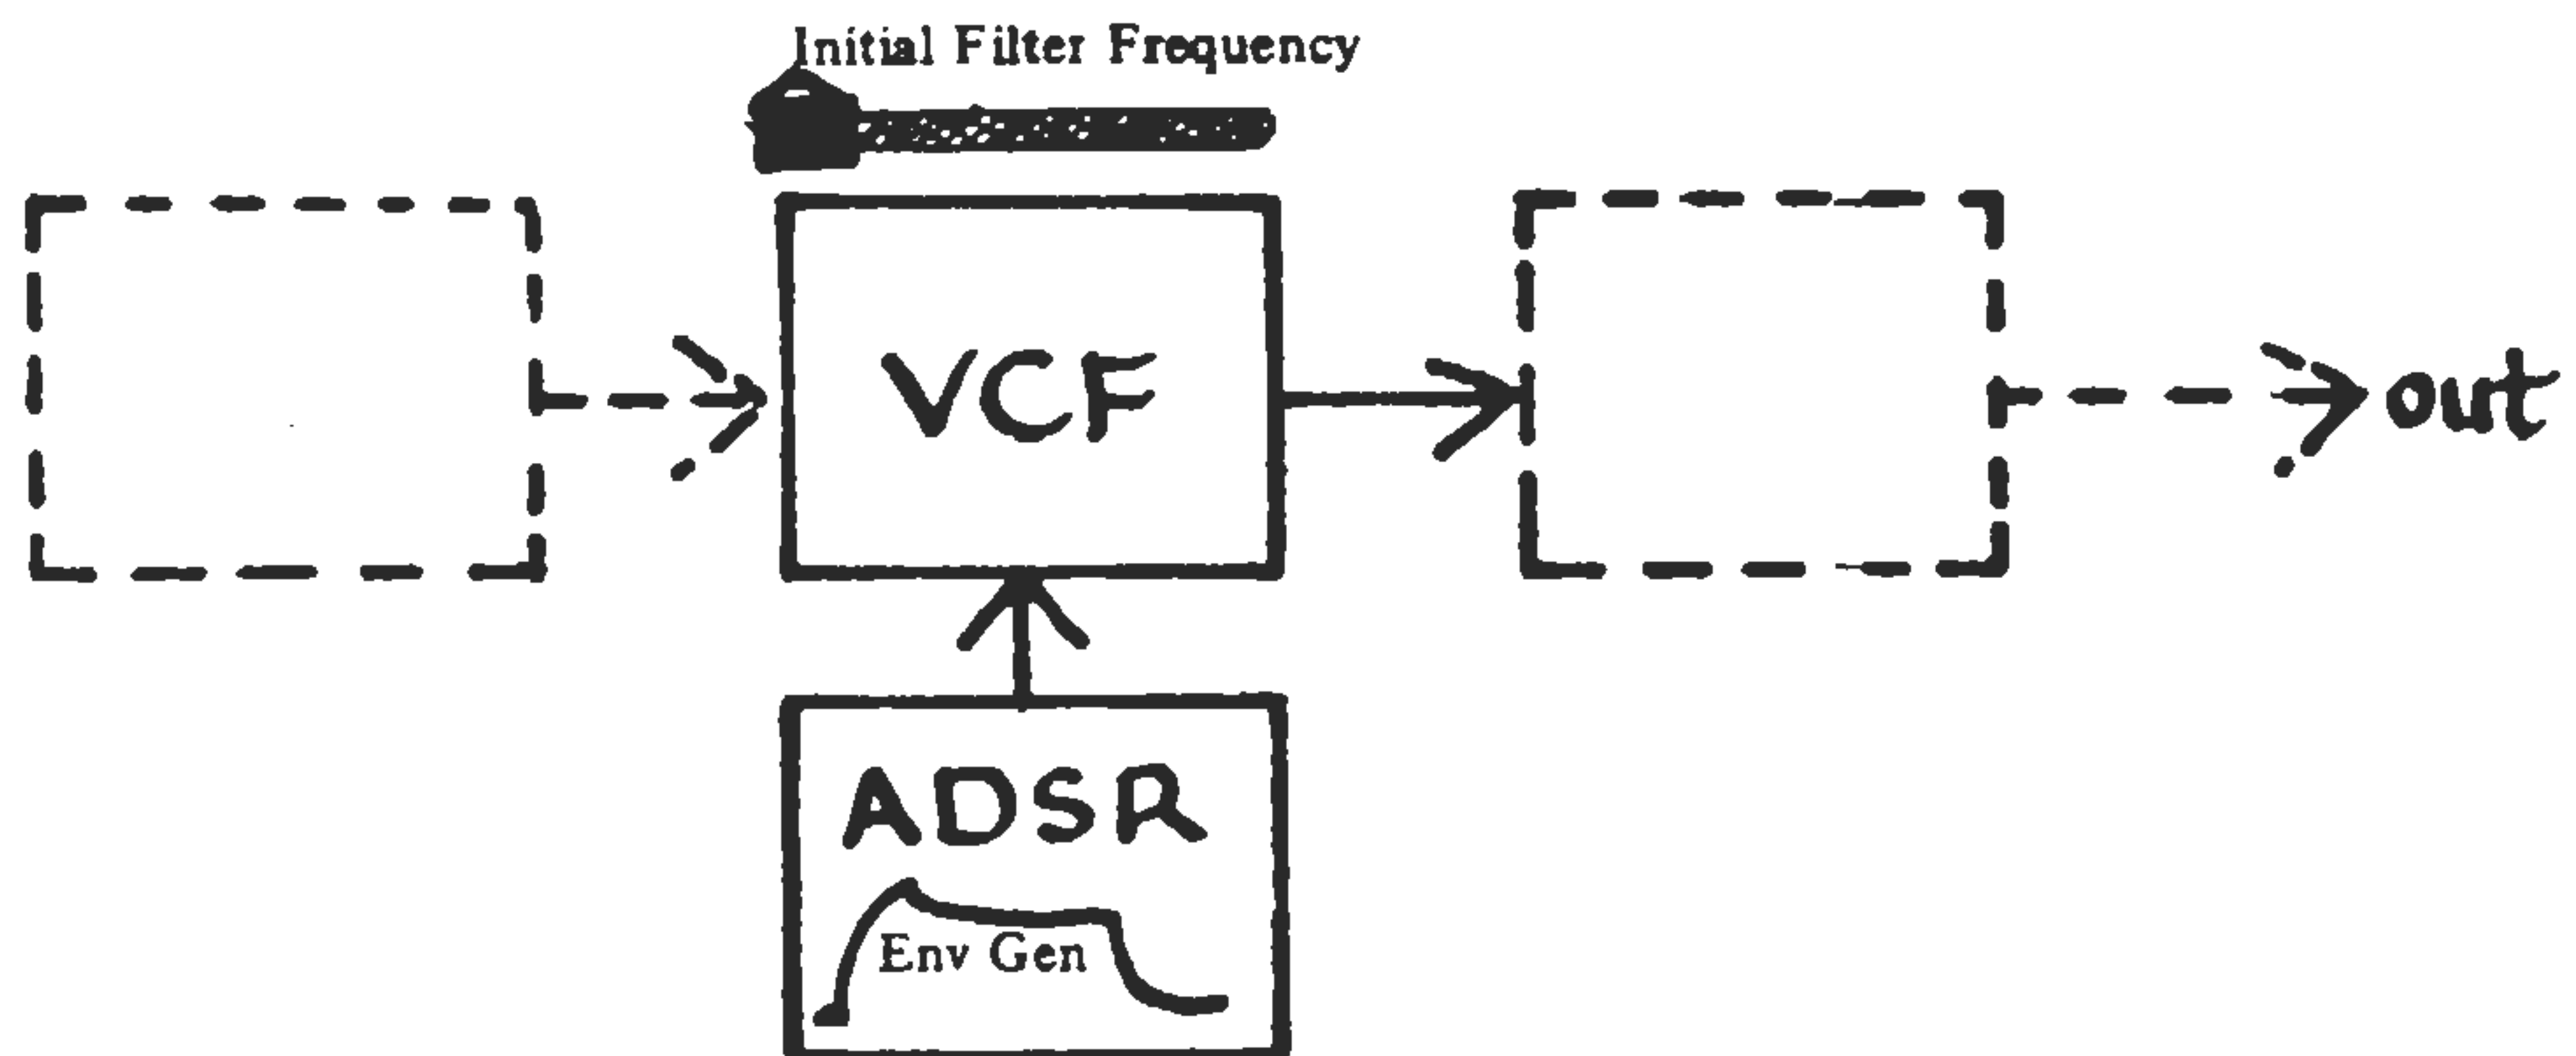 Initial Filter Frequency
VCF
out
ADSR
Env Gen